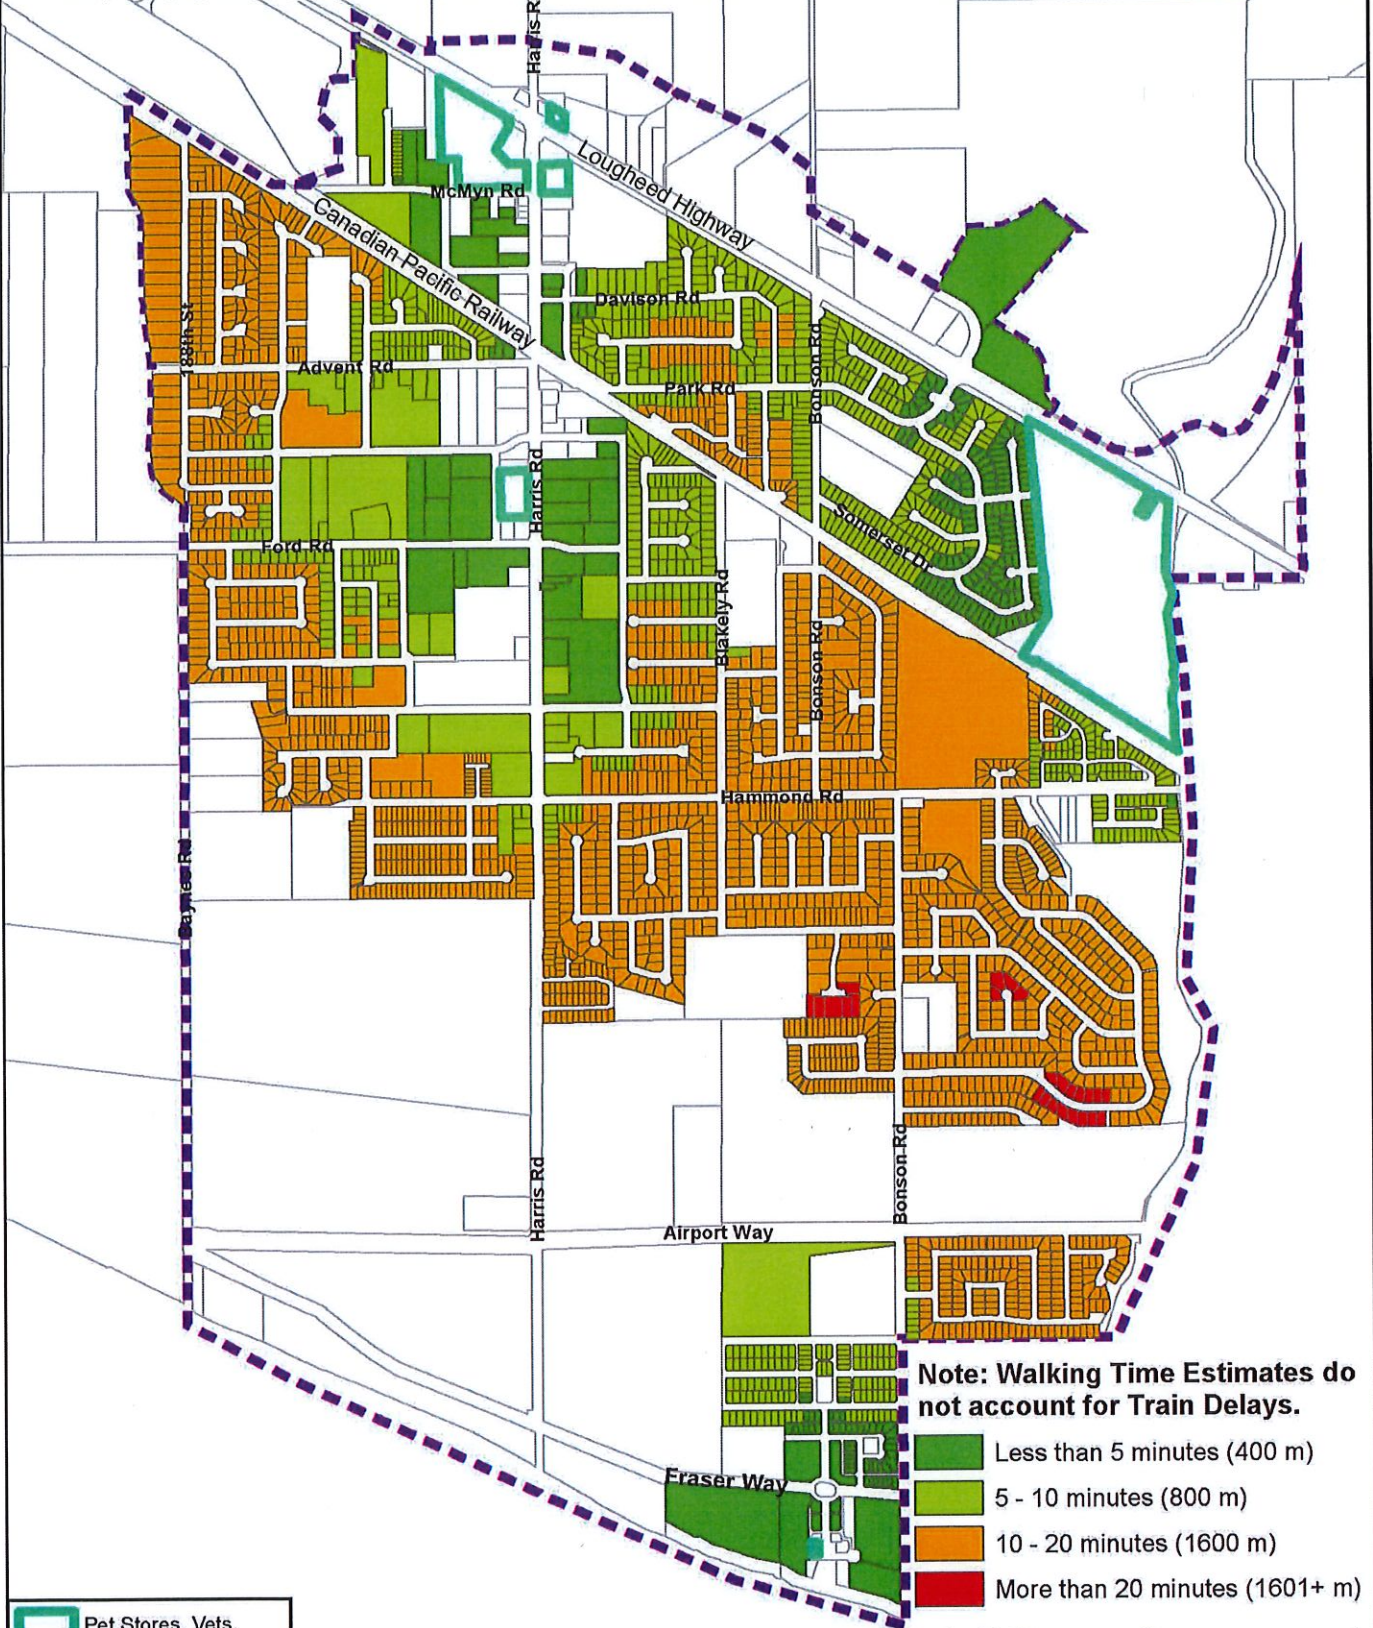 Harris R
Lougheed Highway
McMyn Rd
Canadian Pacific Railway
Davison Rd
188th St
Advent Rd
Park Rd
Bonson Rd
Harris Rd
Somerset Dr
Ford Rd
Blakely Rd
Bonson Rd
Hammond Rd
Baynes Rd
Bonson Rd
Harris Rd
Airport Way
Fraser Way
Note: Walking Time Estimates do
not account for Train Delays.
Less than 5 minutes (400 m)
5 - 10 minutes (800 m)
10 - 20 minutes (1600 m)
More than 20 minutes (1601+ m)
Pet Stores, Vets